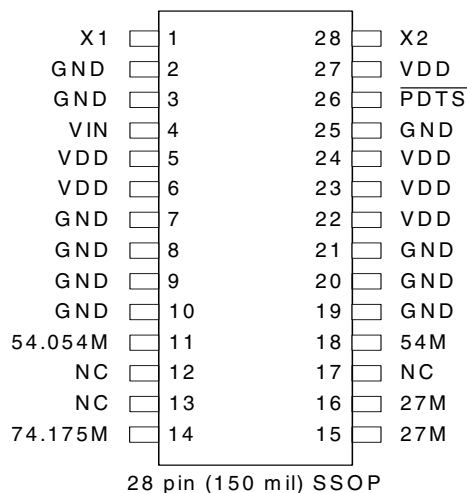 X1 1 28 X2
GND 2 27 VDD
GND 3 26 PDTS
VIN 4 25 GND
VDD 5 24 VDD
VDD 6 23 VDD
GND 7 22 VDD
GND 8 21 GND
GND 9 20 GND
GND 10 19 GND
54.054M 11 18 54M
NC 12 17 NC
NC 13 16 27M
74.175M 14 15 27M
28 pin (150 mil) SSOP